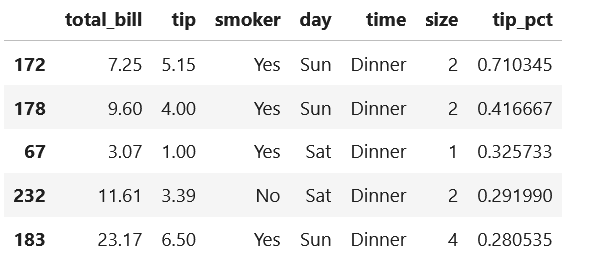 total_bill tip smoker day time size tip_pct
172 7.25 5.15 Yes Sun Dinner 2 0.710345
178 9.60 4.00 Yes Sun Dinner 2 0.416667
67 3.07 1.00 Yes Sat Dinner 1 0.325733
232 11.61 3.39 No Sat Dinner 2 0.291990
183 23.17 6.50 Yes Sun Dinner 4 0.280535